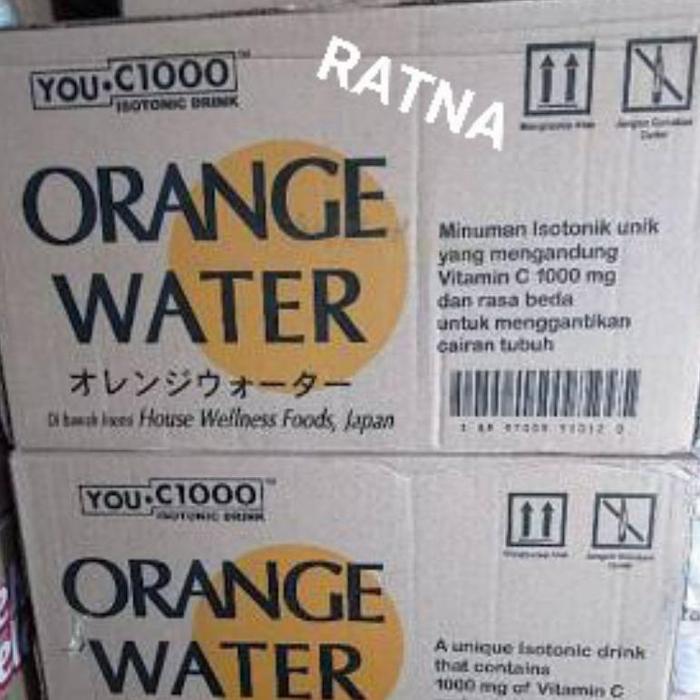 YOU•C1000™
ISOTONIC DRINK
RATNA
ORANGE
WATER
オレンジウォーター
Di bawah lisensi House Wellness Foods, Japan
Minuman Isotonik unik
yang mengandung
Vitamin C 1000 mg
dan rasa beda
untuk menggantikan
cairan tubuh
YOU•C1000
ISOTONIC DRINK
ORANGE
WATER
A unique Isotonic drink
that contains
1000 mg of Vitamin C